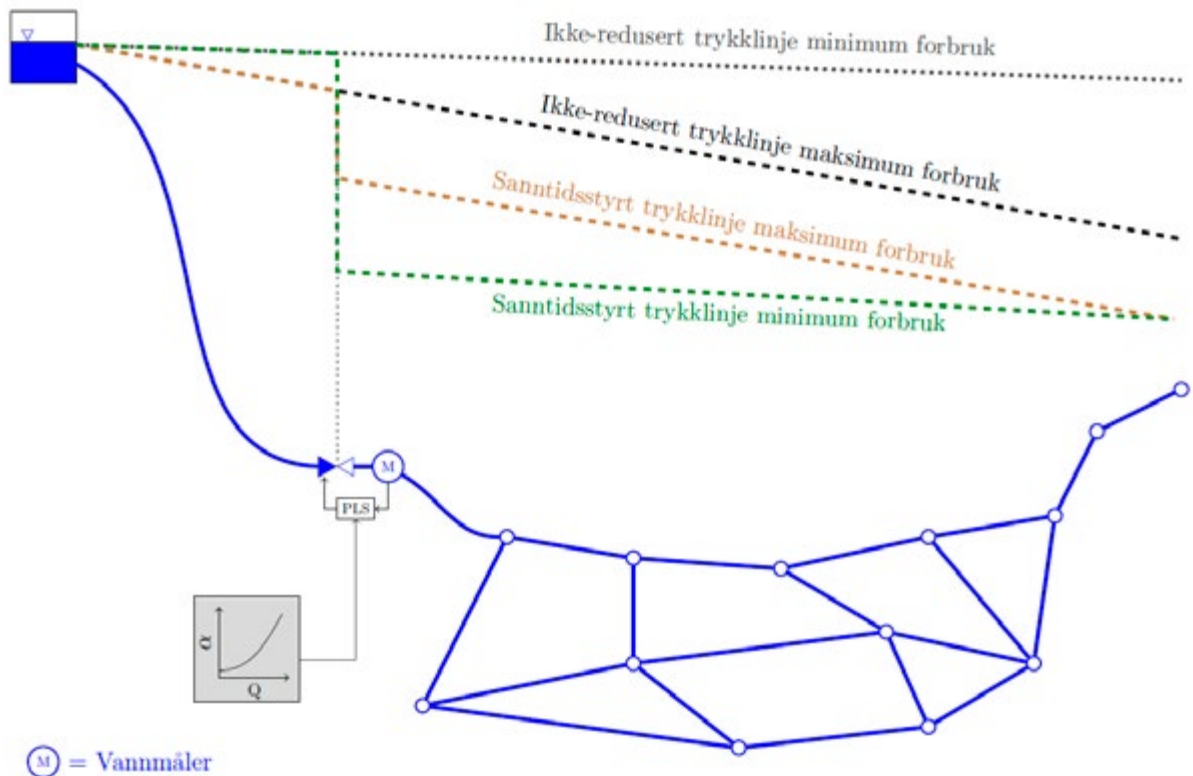 Ikke-redusert trykklinje minimum forbruk
Ikke-redusert trykklinje maksimum forbruk
Sanntidsstyrt trykklinje maksimum forbruk
Sanntidsstyrt trykklinje minimum forbruk
M
PLS
α
Q
M = Vannmåler